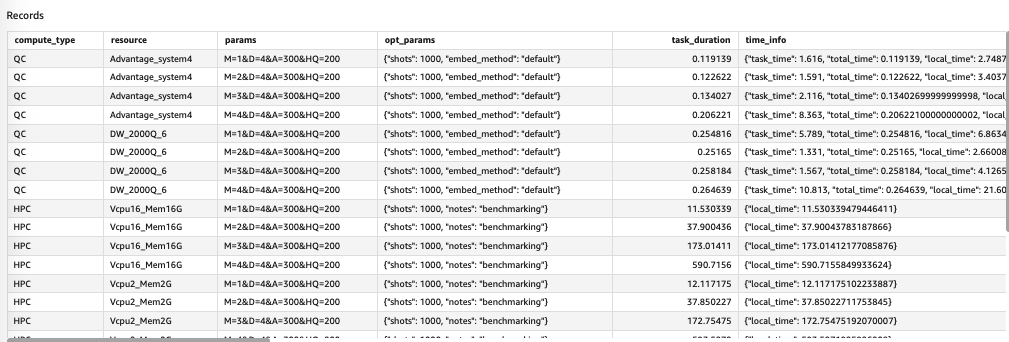 Records
compute_type resource params opt_params task_duration time_info
QC Advantage_system4 M=1&D=4&A=300&HQ=200 {"shots": 1000, "embed_method": "default"} 0.119139 {"task_time": 1.616, "total_time": 0.119139, "local_time": 2.7487
QC Advantage_system4 M=2&D=4&A=300&HQ=200 {"shots": 1000, "embed_method": "default"} 0.122622 {"task_time": 1.591, "total_time": 0.122622, "local_time": 3.4037
QC Advantage_system4 M=3&D=4&A=300&HQ=200 {"shots": 1000, "embed_method": "default"} 0.134027 {"task_time": 2.116, "total_time": 0.13402699999999998, "local
QC Advantage_system4 M=4&D=4&A=300&HQ=200 {"shots": 1000, "embed_method": "default"} 0.206221 {"task_time": 8.363, "total_time": 0.20622100000000002, "local
QC DW_2000Q_6 M=1&D=4&A=300&HQ=200 {"shots": 1000, "embed_method": "default"} 0.254816 {"task_time": 5.789, "total_time": 0.254816, "local_time": 6.8634
QC DW_2000Q_6 M=2&D=4&A=300&HQ=200 {"shots": 1000, "embed_method": "default"} 0.25165 {"task_time": 1.331, "total_time": 0.25165, "local_time": 2.66008
QC DW_2000Q_6 M=3&D=4&A=300&HQ=200 {"shots": 1000, "embed_method": "default"} 0.258184 {"task_time": 1.567, "total_time": 0.258184, "local_time": 4.1265
QC DW_2000Q_6 M=4&D=4&A=300&HQ=200 {"shots": 1000, "embed_method": "default"} 0.264639 {"task_time": 10.813, "total_time": 0.264639, "local_time": 21.60
HPC Vcpu16_Mem16G M=1&D=4&A=300&HQ=200 {"shots": 1000, "notes": "benchmarking"} 11.530339 {"local_time": 11.530339479446411}
HPC Vcpu16_Mem16G M=2&D=4&A=300&HQ=200 {"shots": 1000, "notes": "benchmarking"} 37.900436 {"local_time": 37.90043783187866}
HPC Vcpu16_Mem16G M=3&D=4&A=300&HQ=200 {"shots": 1000, "notes": "benchmarking"} 173.01411 {"local_time": 173.01412177085876}
HPC Vcpu16_Mem16G M=4&D=4&A=300&HQ=200 {"shots": 1000, "notes": "benchmarking"} 590.7156 {"local_time": 590.7155849933624}
HPC Vcpu2_Mem2G M=1&D=4&A=300&HQ=200 {"shots": 1000, "notes": "benchmarking"} 12.117175 {"local_time": 12.117175102233887}
HPC Vcpu2_Mem2G M=2&D=4&A=300&HQ=200 {"shots": 1000, "notes": "benchmarking"} 37.850227 {"local_time": 37.85022711753845}
HPC Vcpu2_Mem2G M=3&D=4&A=300&HQ=200 {"shots": 1000, "notes": "benchmarking"} 172.75475 {"local_time": 172.75475192070007}